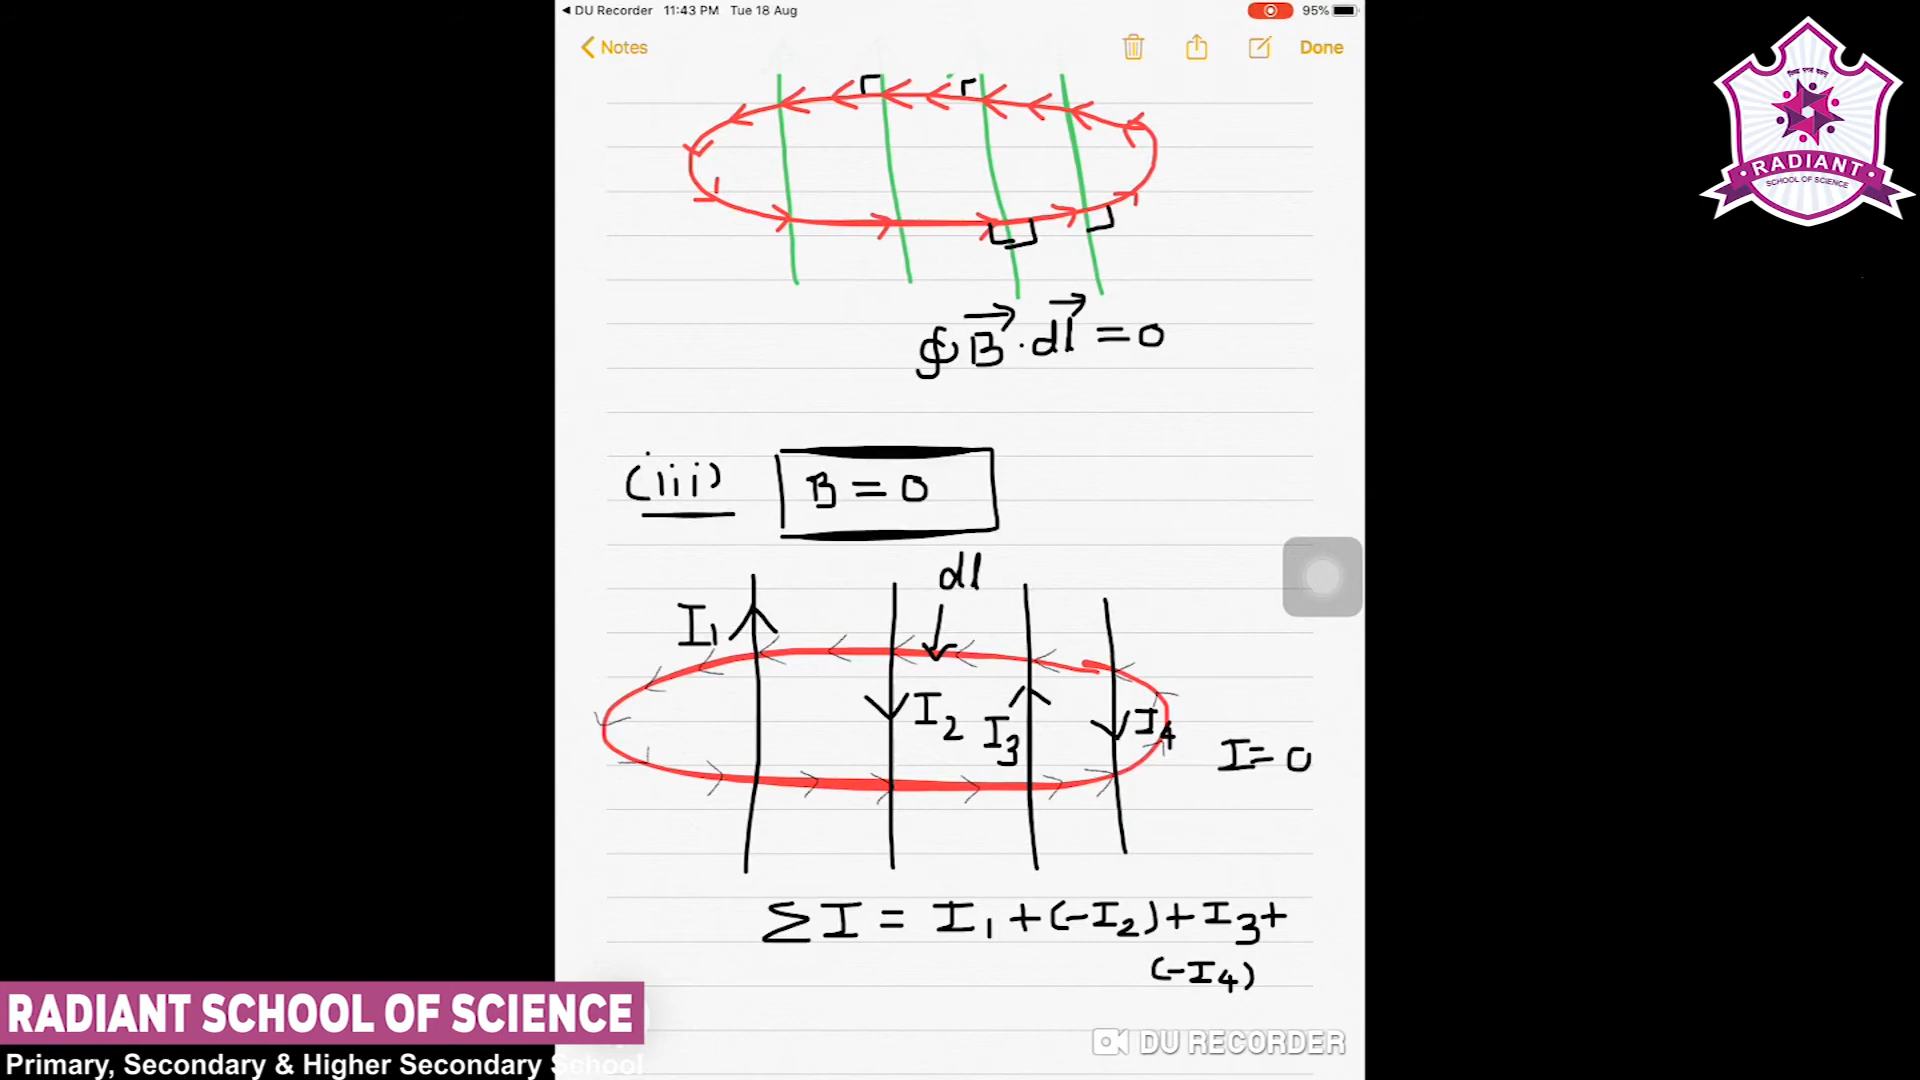 DU Recorder 11:43 PM Tue 18 Aug 95%
Notes Done
∮ B⃗ · dl⃗ = 0
(iii) B = 0
dl
I₁
I₂ I₃ I₄
I = 0
∑I = I₁ + (-I₂) + I₃ +
(-I₄)
RADIANT
SCHOOL OF SCIENCE
RADIANT SCHOOL OF SCIENCE
Primary, Secondary & Higher Secondary School
DU RECORDER